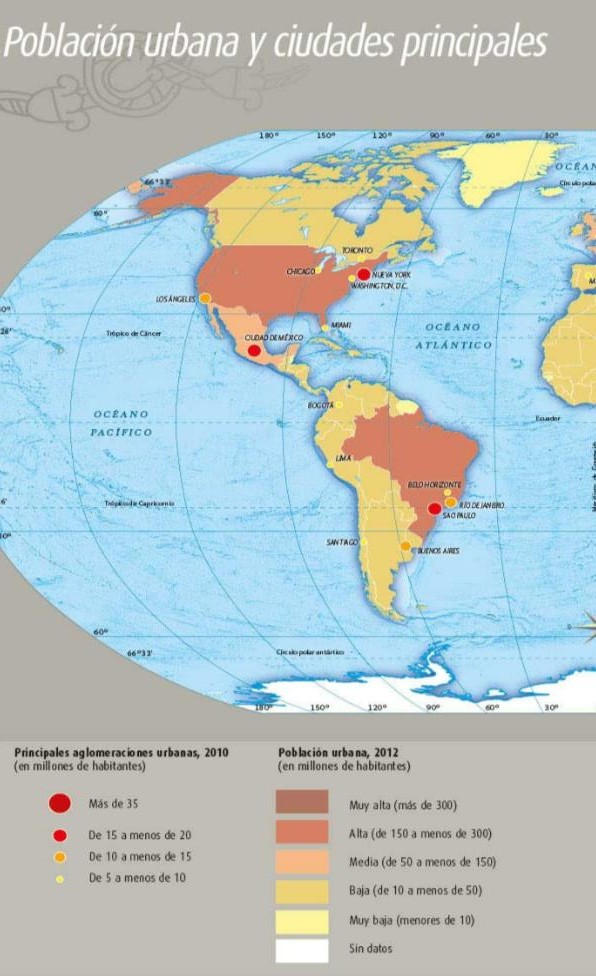 Población urbana y ciudades principales
180° 150° 120° 90° 60° 30°
66°33'
Círculo pola
60°
TORONTO
CHICAGO
NUEVA YORK
WASHINGTON, D.C.
LOS ÁNGELES
MIAMI
OCÉANO
ATLÁNTICO
Trópico de Cáncer
CIUDAD DE MÉXICO
OCÉANO
PACÍFICO
BOGOTÁ
Ecuador
LIMA
BELO HORIZONTE
RÍO DE JANEIRO
SAO PAULO
Trópico de Capricornio
SANTIAGO
BUENOS AIRES
60°
66°33'
Círculo polar antártico
180° 150° 120° 90° 60° 30°
Principales aglomeraciones urbanas, 2010
(en millones de habitantes)
Más de 35
De 15 a menos de 20
De 10 a menos de 15
De 5 a menos de 10
Población urbana, 2012
(en millones de habitantes)
Muy alta (más de 300)
Alta (de 150 a menos de 300)
Media (de 50 a menos de 150)
Baja (de 10 a menos de 50)
Muy baja (menores de 10)
Sin datos